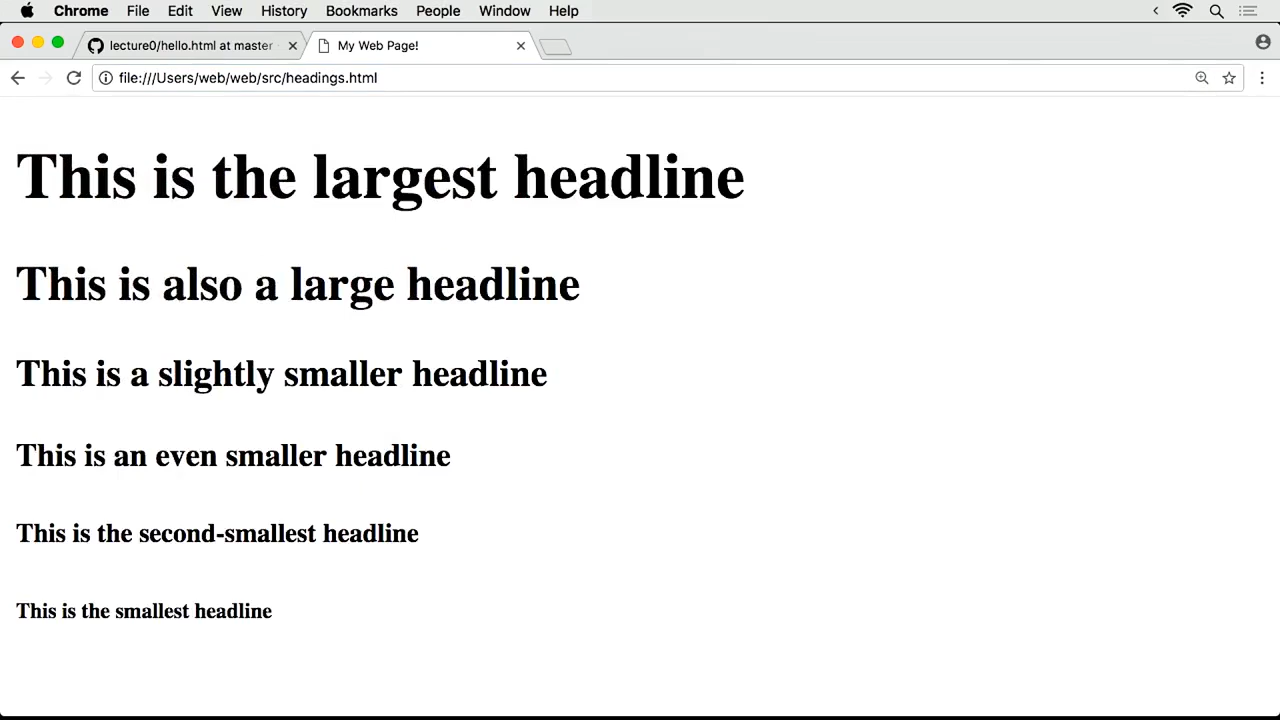 Chrome File Edit View History Bookmarks People Window Help
lecture0/hello.html at master My Web Page!
file:///Users/web/web/src/headings.html
This is the largest headline
This is also a large headline
This is a slightly smaller headline
This is an even smaller headline
This is the second-smallest headline
This is the smallest headline